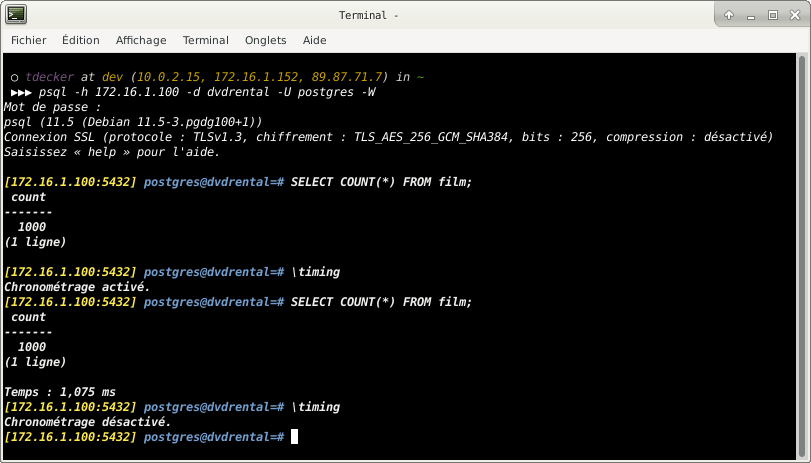 Terminal -
Fichier Édition Affichage Terminal Onglets Aide
○ tdecker at dev (10.0.2.15, 172.16.1.152, 89.87.71.7) in ~
▶▶▶ psql -h 172.16.1.100 -d dvdrental -U postgres -W
Mot de passe :
psql (11.5 (Debian 11.5-3.pgdg100+1))
Connexion SSL (protocole : TLSv1.3, chiffrement : TLS_AES_256_GCM_SHA384, bits : 256, compression : désactivé)
Saisissez « help » pour l'aide.
[172.16.1.100:5432] postgres@dvdrental=# SELECT COUNT(*) FROM film;
count
-------
1000
(1 ligne)
[172.16.1.100:5432] postgres@dvdrental=# \timing
Chronométrage activé.
[172.16.1.100:5432] postgres@dvdrental=# SELECT COUNT(*) FROM film;
count
-------
1000
(1 ligne)
Temps : 1,075 ms
[172.16.1.100:5432] postgres@dvdrental=# \timing
Chronométrage désactivé.
[172.16.1.100:5432] postgres@dvdrental=#